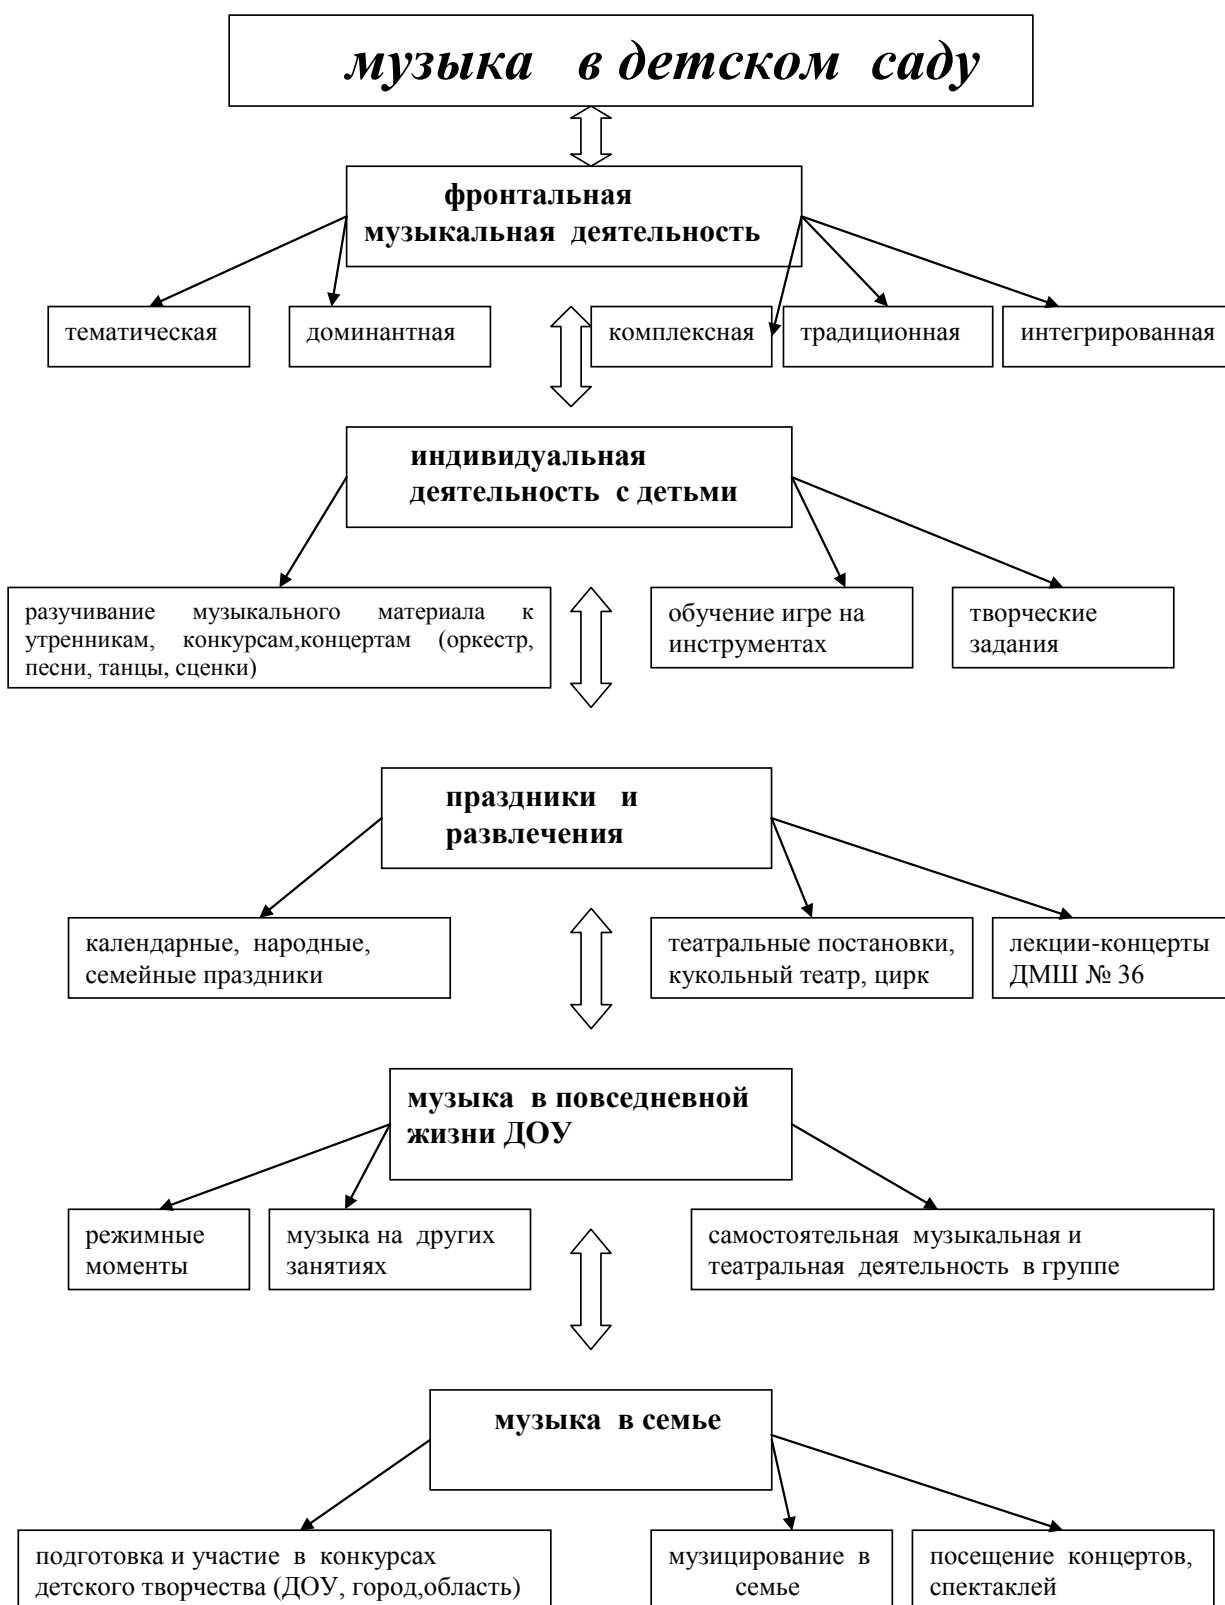 музыка в детском саду
фронтальная
музыкальная деятельность
тематическая
доминантная
комплексная
традиционная
интегрированная
индивидуальная
деятельность с детьми
разучивание музыкального материала к
утренникам, конкурсам,концертам (оркестр,
песни, танцы, сценки)
обучение игре на
инструментах
творческие
задания
праздники и
развлечения
календарные, народные,
семейные праздники
театральные постановки,
кукольный театр, цирк
лекции-концерты
ДМШ № 36
музыка в повседневной
жизни ДОУ
режимные
моменты
музыка на других
занятиях
самостоятельная музыкальная и
театральная деятельность в группе
музыка в семье
подготовка и участие в конкурсах
детского творчества (ДОУ, город,область)
музицирование в
семье
посещение концертов,
спектаклей